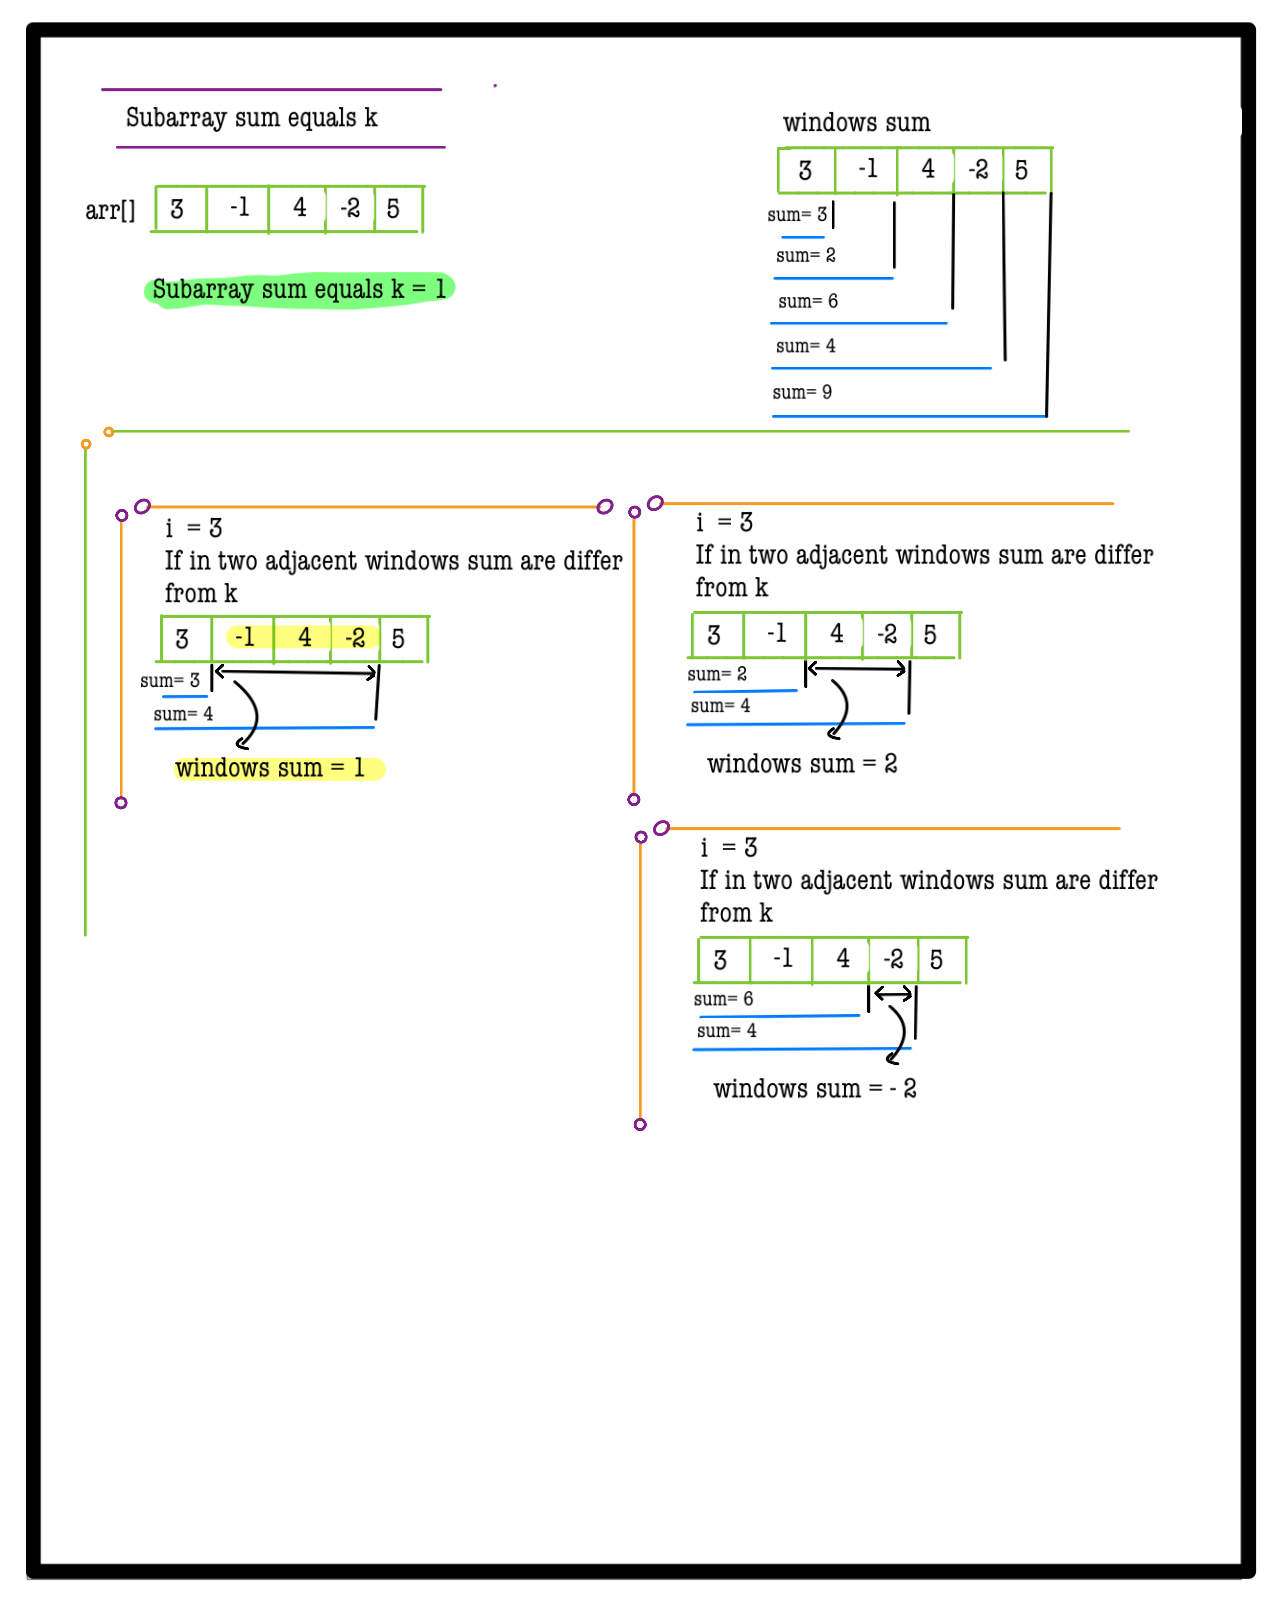 Subarray sum equals k
arr[] 3 -1 4 -2 5
Subarray sum equals k = 1
windows sum
3 -1 4 -2 5
sum= 3
sum= 2
sum= 6
sum= 4
sum= 9
i = 3
If in two adjacent windows sum are differ
from k
3 -1 4 -2 5
sum= 3
sum= 4
windows sum = 1
i = 3
If in two adjacent windows sum are differ
from k
3 -1 4 -2 5
sum= 2
sum= 4
windows sum = 2
i = 3
If in two adjacent windows sum are differ
from k
3 -1 4 -2 5
sum= 6
sum= 4
windows sum = - 2